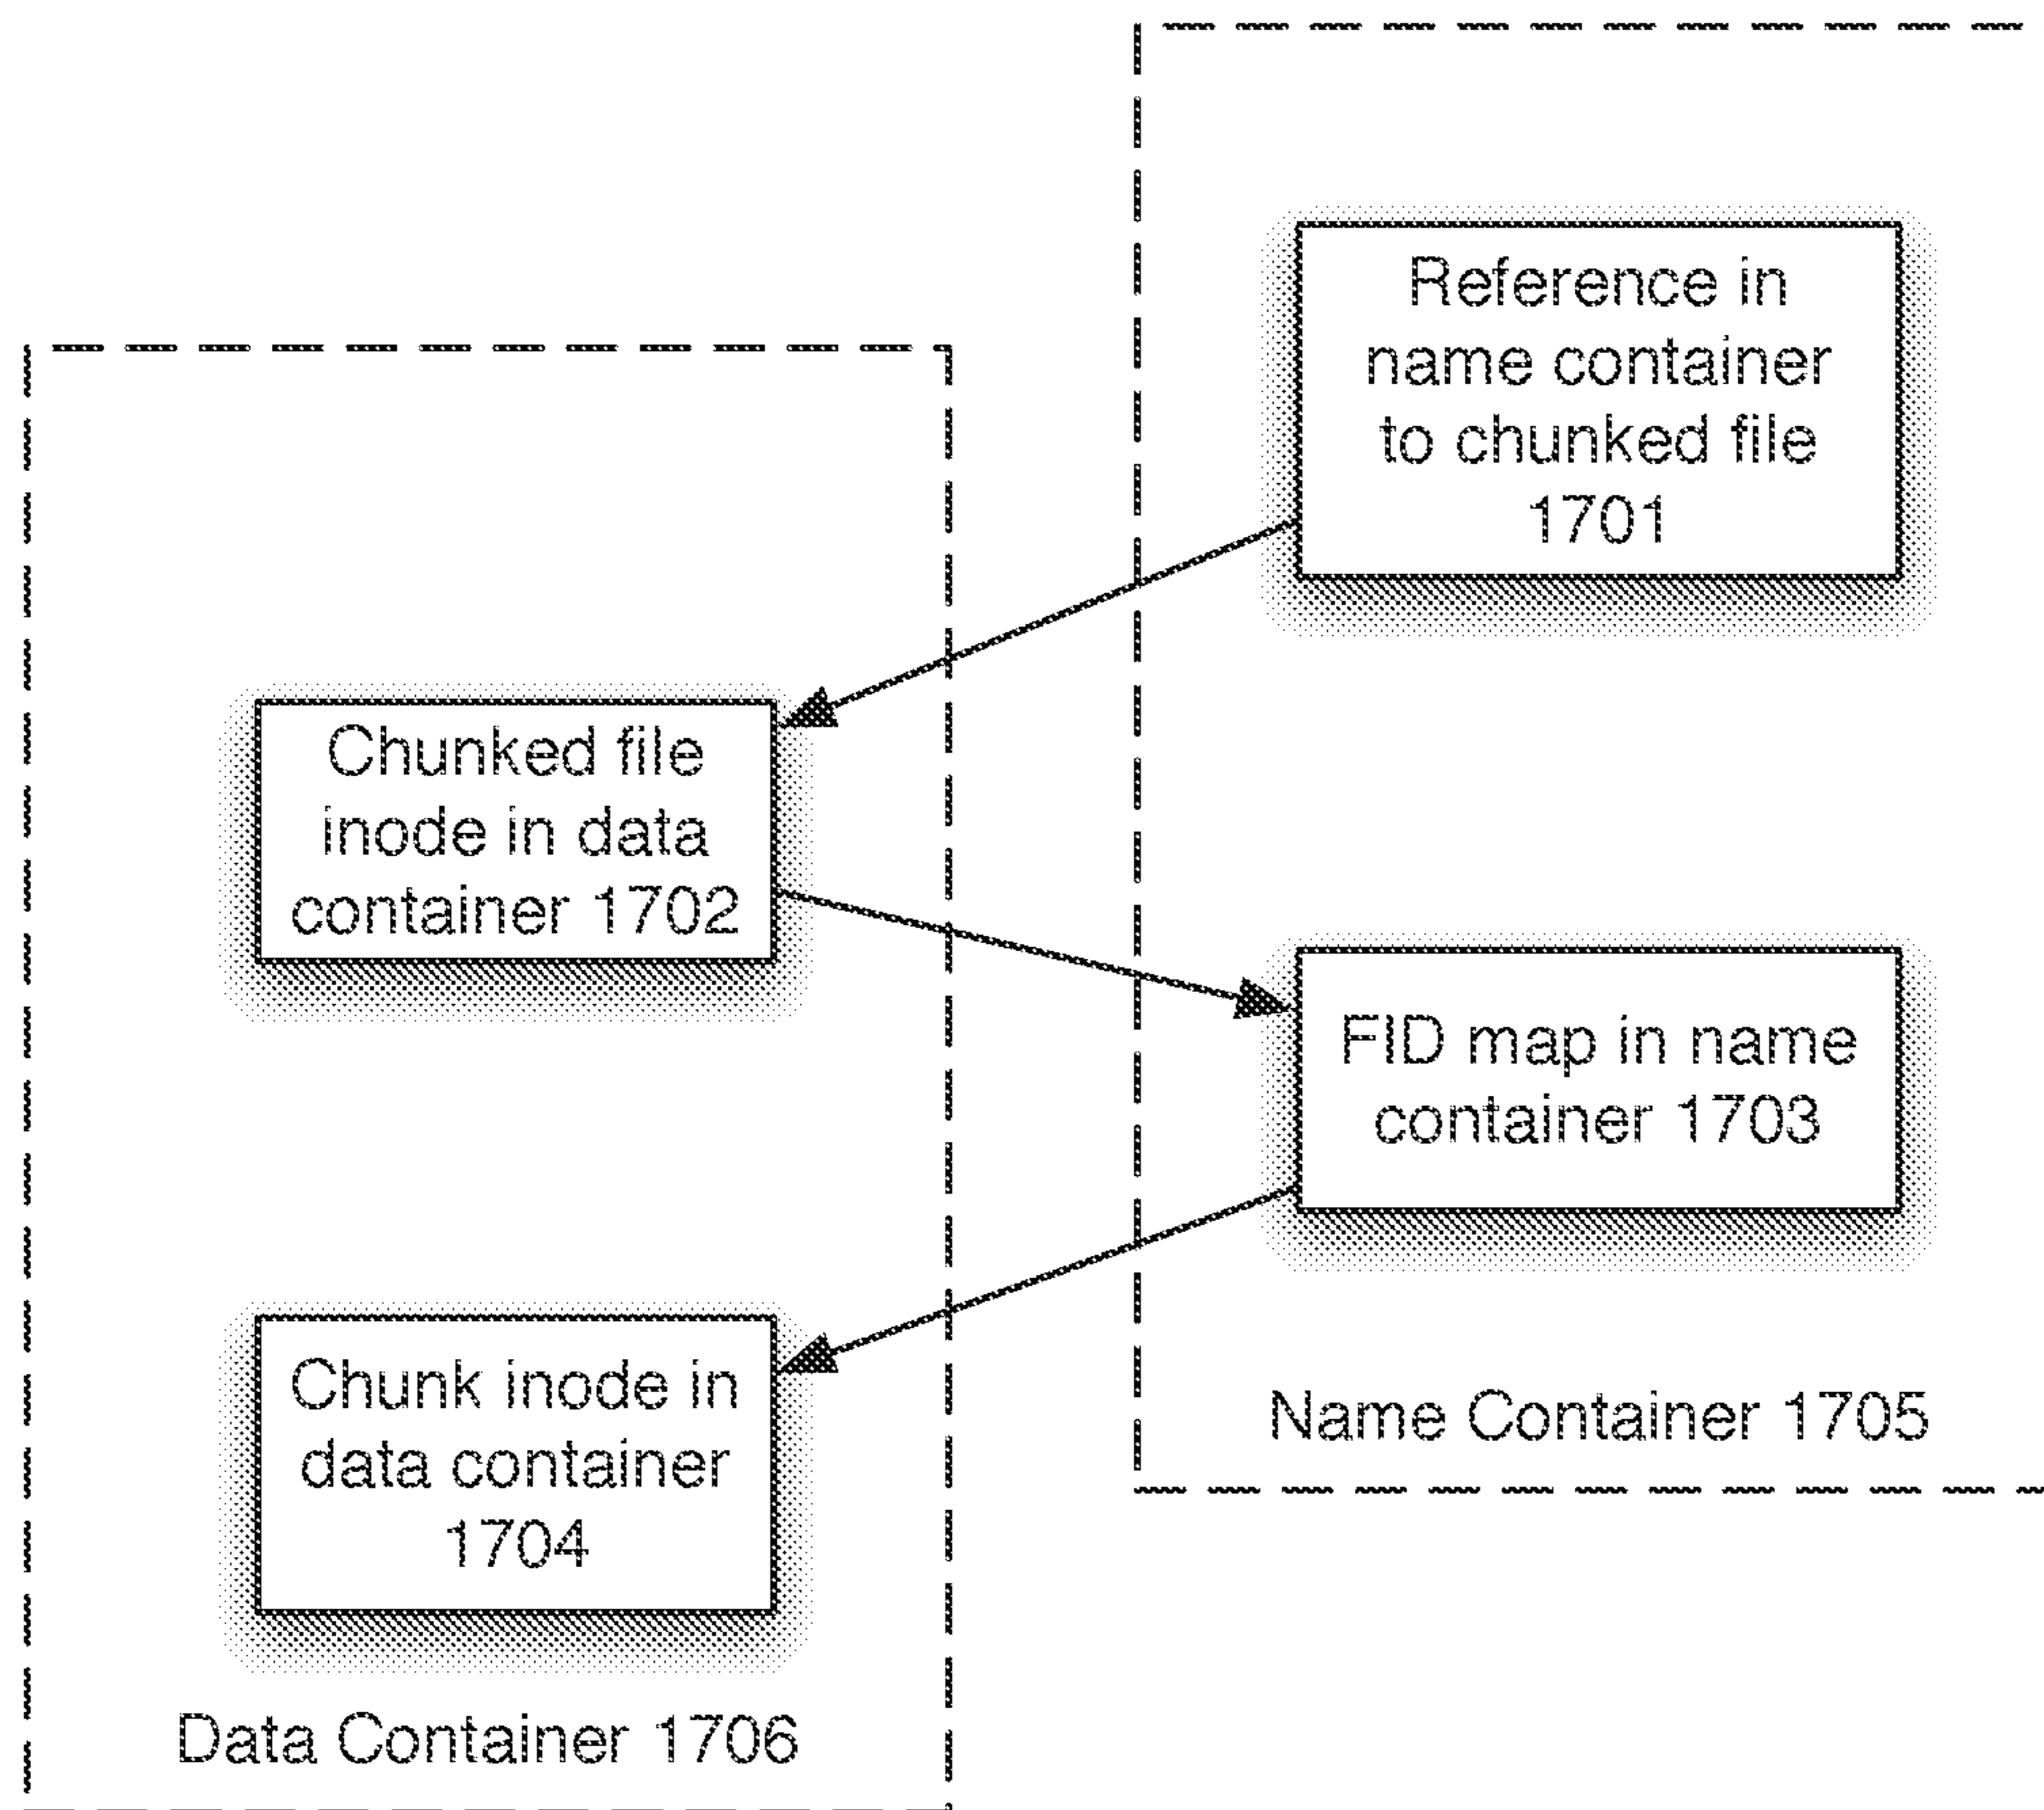 Reference in
name container
to chunked file
1701
Chunked file
inode in data
container 1702
FID map in name
container 1703
Chunk inode in
data container
1704
Name Container 1705
Data Container 1706